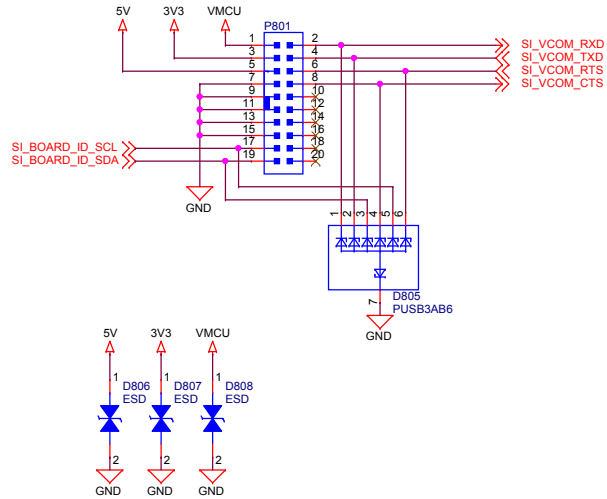 5V 3V3 VMCU P801
1 2 SI_VCOM_RXD
3 4 SI_VCOM_TXD
5 6 SI_VCOM_RTS
7 8 SI_VCOM_CTS
9 10
11 12
13 14
15 16
SI_BOARD_ID_SCL 17 18
SI_BOARD_ID_SDA 19 20
GND
1 2 3 4 5 6
7 D805
PUSB3AB6
GND
5V 3V3 VMCU
1 D806 1 D807 1 D808
ESD ESD ESD
2 2 2
GND GND GND